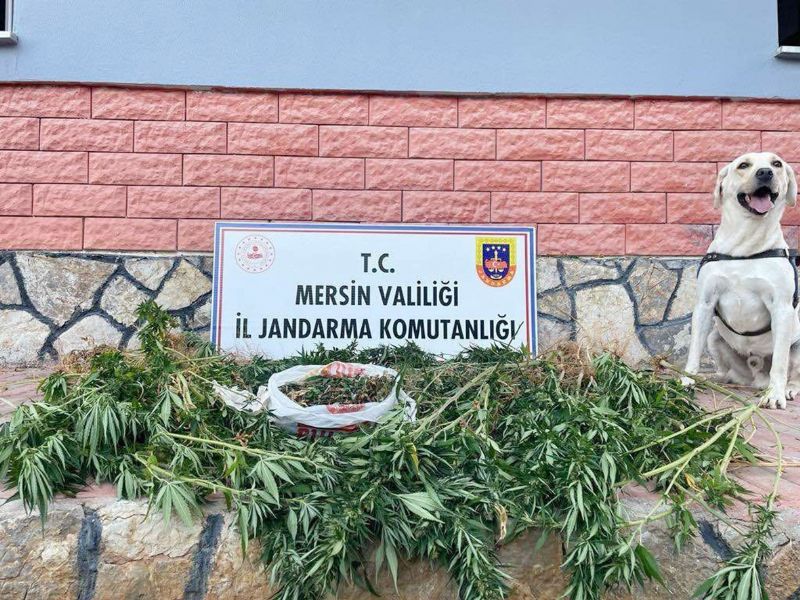 T.C.
MERSİN VALİLİĞİ
İL JANDARMA KOMUTANLIĞI